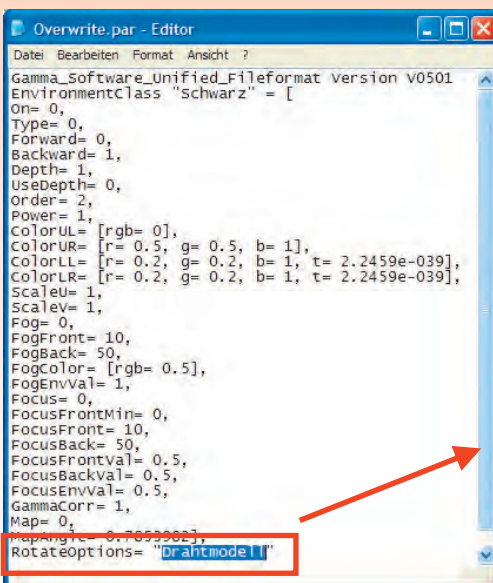 Overwrite.par - Editor
Datei Bearbeiten Format Ansicht ?
Gamma_Software_Unified_Fileformat Version V0501
EnvironmentClass "Schwarz" = [
On= 0,
Type= 0,
Forward= 0,
Backward= 1,
Depth= 1,
UseDepth= 0,
Order= 2,
Power= 1,
ColorUL= [rgb= 0],
ColorUR= [r= 0.5, g= 0.5, b= 1],
ColorLL= [r= 0.2, g= 0.2, b= 1, t= 2.2459e-039],
ColorLR= [r= 0.2, g= 0.2, b= 1, t= 2.2459e-039],
ScaleU= 1,
ScaleV= 1,
Fog= 0,
FogFront= 10,
FogBack= 50,
FogColor= [rgb= 0.5],
FogEnvVal= 1,
Focus= 0,
FocusFrontMin= 0,
FocusFront= 10,
FocusBack= 50,
FocusFrontVal= 0.5,
FocusBackVal= 0.5,
FocusEnvVal= 0.5,
GammaCorr= 1,
Map= 0,
MapAngle= 0.7853982],
RotateOptions= "Drahtmodell"